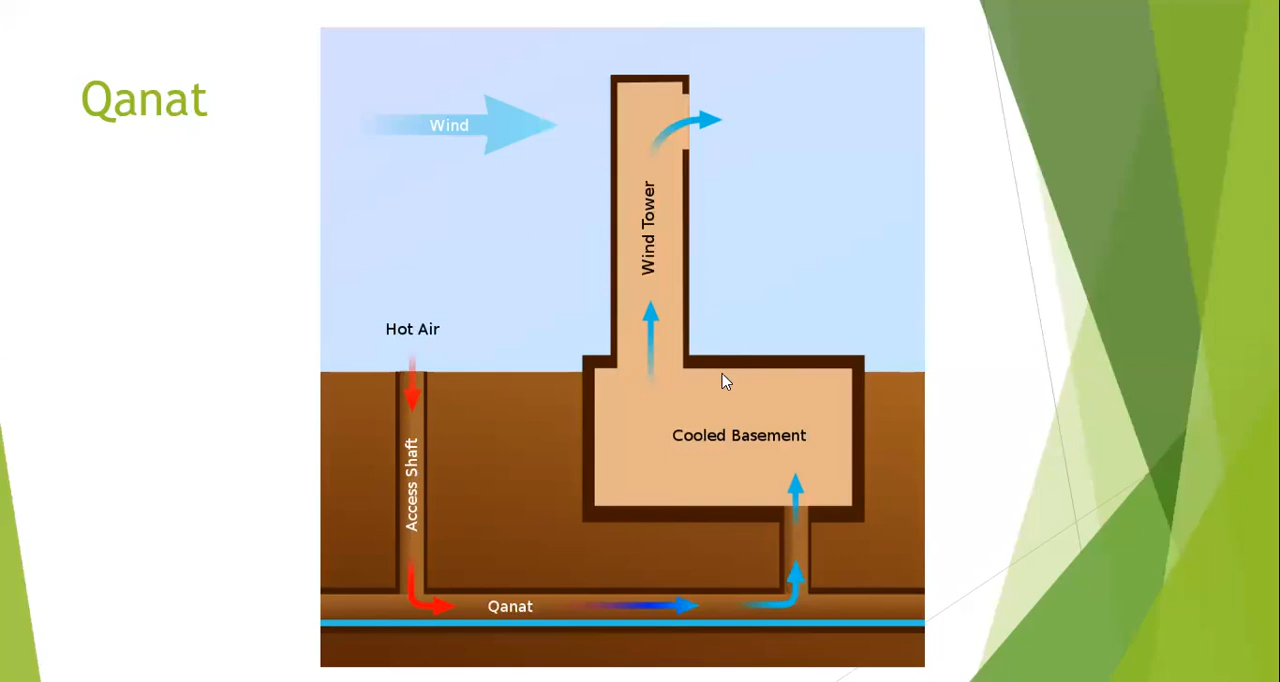 Qanat
Wind
Wind Tower
Hot Air
Access Shaft
Cooled Basement
Qanat